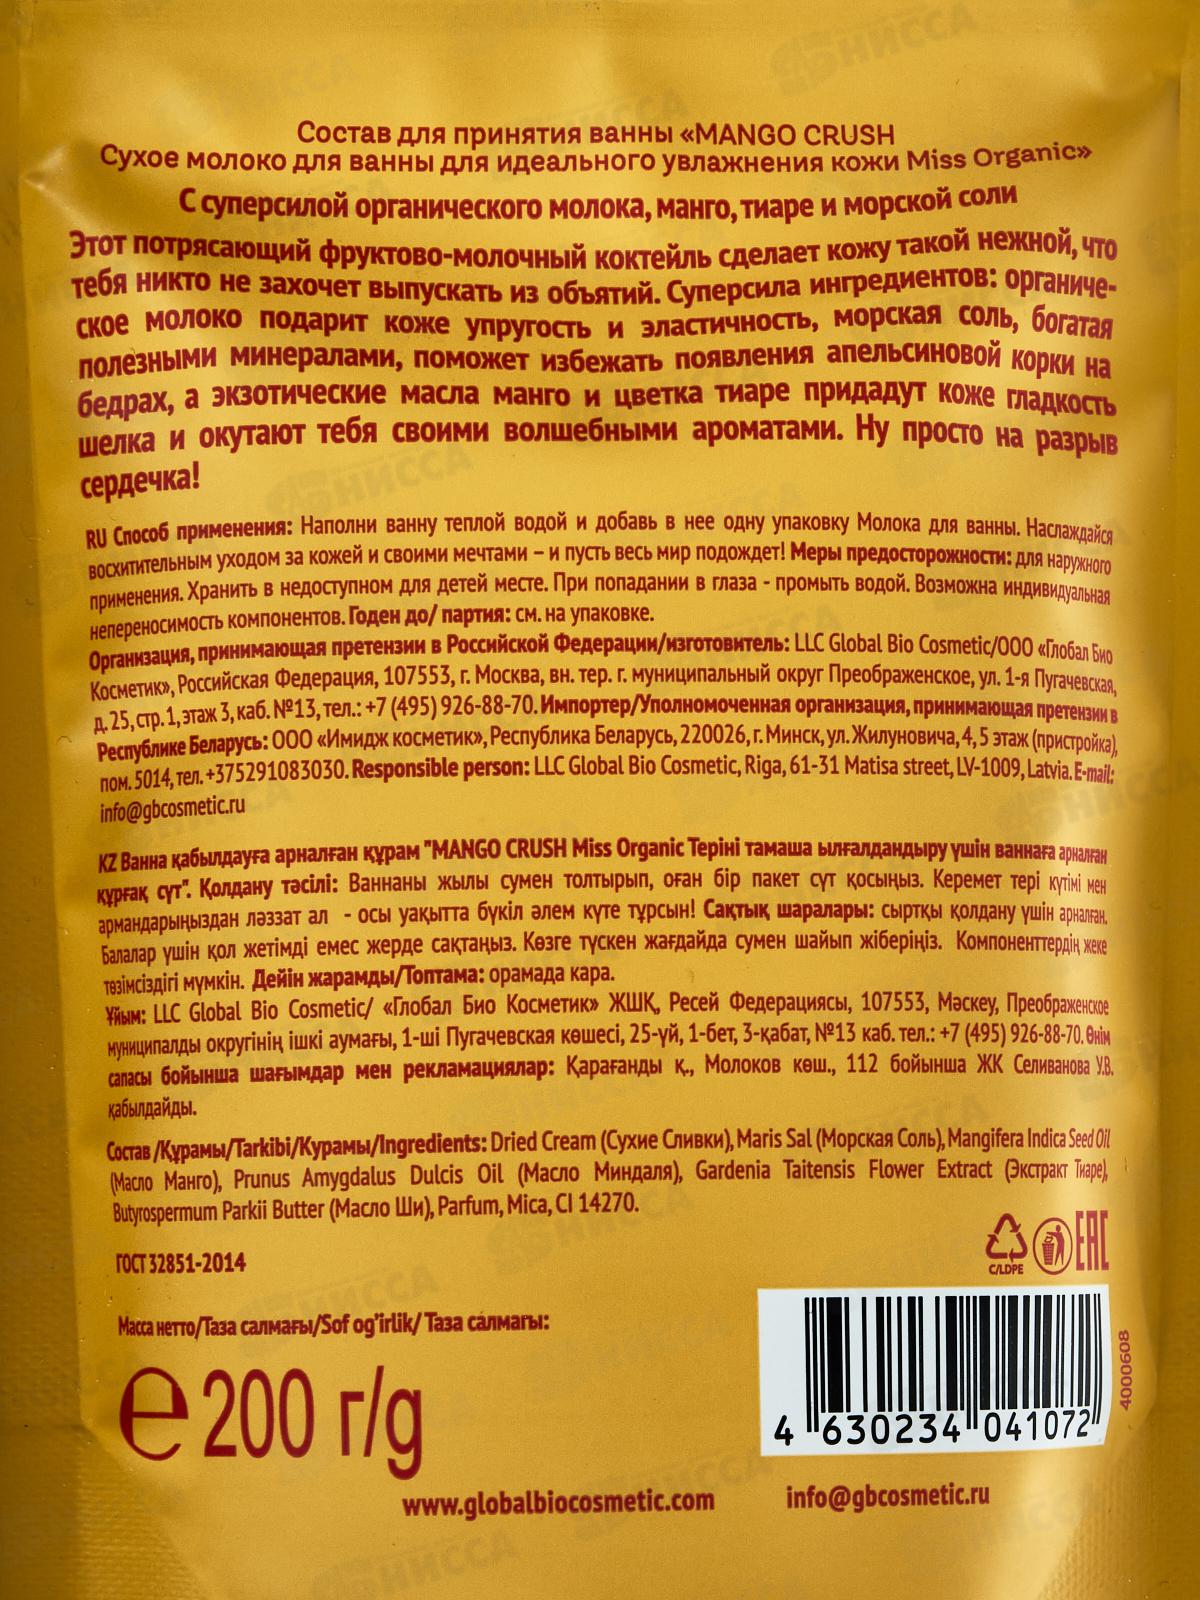 Состав для принятия ванны «MANGO CRUSH
Сухое молоко для ванны для идеального увлажнения кожи Miss Organic»
С суперсилой органического молока, манго, тиаре и морской соли
Этот потрясающий фруктово-молочный коктейль сделает кожу такой нежной, что
тебя никто не захочет выпускать из объятий. Суперсила ингредиентов: органиче-
ское молоко подарит коже упругость и эластичность, морская соль, богатая
полезными минералами, поможет избежать появления апельсиновой корки на
бедрах, а экзотические масла манго и цветка тиаре придадут коже гладкость
шелка и окутают тебя своими волшебными ароматами. Ну просто на разрыв
сердечка!
RU Способ применения: Наполни ванну теплой водой и добавь в нее одну упаковку Молока для ванны. Наслаждайся
восхитительным уходом за кожей и своими мечтами – и пусть весь мир подождет! Меры предосторожности: для наружного
применения. Хранить в недоступном для детей месте. При попадании в глаза - промыть водой. Возможна индивидуальная
непереносимость компонентов. Годен до/ партия: см. на упаковке.
Организация, принимающая претензии в Российской Федерации/изготовитель: LLC Global Bio Cosmetic/ООО «Глобал Био
Косметик», Российская Федерация, 107553, г. Москва, вн. тер. г. муниципальный округ Преображенское, ул. 1-я Пугачевская,
д. 25, стр. 1, этаж 3, каб. №13, тел.: +7 (495) 926-88-70. Импортер/Уполномоченная организация, принимающая претензии в
Республике Беларусь: ООО «Имидж косметик», Республика Беларусь, 220026, г. Минск, ул. Жилуновича, 4, 5 этаж (пристройка),
пом. 5014, тел. +375291083030. Responsible person: LLC Global Bio Cosmetic, Riga, 61-31 Matisa street, LV-1009, Latvia. E-mail:
info@gbcosmetic.ru
KZ Ванна қабылдауға арналған құрам "MANGO CRUSH Miss Organic Теріні тамаша ылғалдандыру үшін ваннаға арналған
құрғақ сүт". Қолдану тәсілі: Ваннаны жылы сумен толтырып, оған бір пакет сүт қосыңыз. Керемет тері күтімі мен
армандарыңыздан ләззат ал - осы уақытта бүкіл әлем күте тұрсын! Сақтық шаралары: сыртқы қолдану үшін арналған.
Балалар үшін қол жетімді емес жерде сақтаңыз. Көзге түскен жағдайда сумен шайып жіберіңіз. Компоненттердің жеке
төзімсіздігі мүмкін. Дейін жарамды/Топтама: орамада кара.
Ұйым: LLC Global Bio Cosmetic/ «Глобал Био Косметик» ЖШҚ, Ресей Федерациясы, 107553, Мәскеу, Преображенское
муниципалды округінің ішкі аумағы, 1-ші Пугачевская көшесі, 25-үй, 1-бет, 3-қабат, №13 каб. тел.: +7 (495) 926-88-70. Өнім
сапасы бойынша шағымдар мен рекламациялар: Қарағанды қ., Молоков көш., 112 бойынша ЖК Селиванова У.В.
қабылдайды.
Состав /Құрамы/Tarkibi/Курамы/Ingredients: Dried Cream (Сухие Сливки), Maris Sal (Морская Соль), Mangifera Indica Seed Oil
(Масло Манго), Prunus Amygdalus Dulcis Oil (Масло Миндаля), Gardenia Taitensis Flower Extract (Экстракт Тиаре),
Butyrospermum Parkii Butter (Масло Ши), Parfum, Mica, CI 14270.
ГОСТ 32851-2014
C/LDPE
EAC
Масса нетто/Таза салмағы/Sof og'irlik/ Таза салмагы:
e 200 г/g
4 630234 041072
4000608
www.globalbiocosmetic.com
info@gbcosmetic.ru